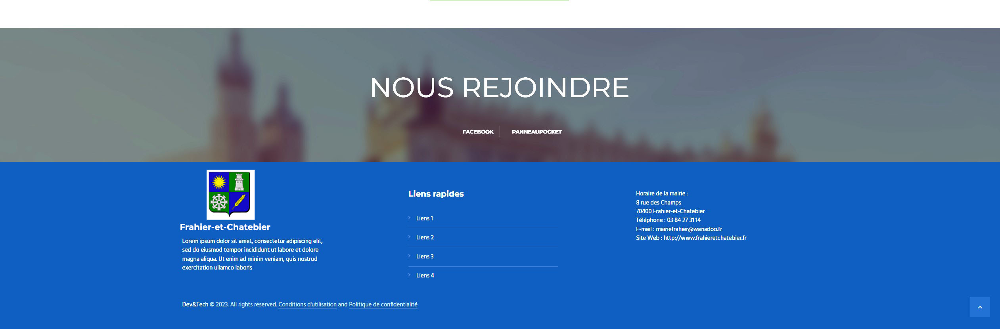 NOUS REJOINDRE
FACEBOOK
PANNEAUPOCKET
Frahier-et-Chatebier
Lorem ipsum dolor sit amet, consectetur adipiscing elit,
sed do eiusmod tempor incididunt ut labore et dolore
magna aliqua. Ut enim ad minim veniam, quis nostrud
exercitation ullamco laboris
Liens rapides
Liens 1
Liens 2
Liens 3
Liens 4
Horaire de la mairie :
8 rue des Champs
70400 Frahier-et-Chatebier
Téléphone : 03 84 27 31 14
E-mail : mairiefrahier@wanadoo.fr
Site Web : http://www.frahieretchatebier.fr
Dev&Tech © 2023. All rights reserved. Conditions d'utilisation and Politique de confidentialité